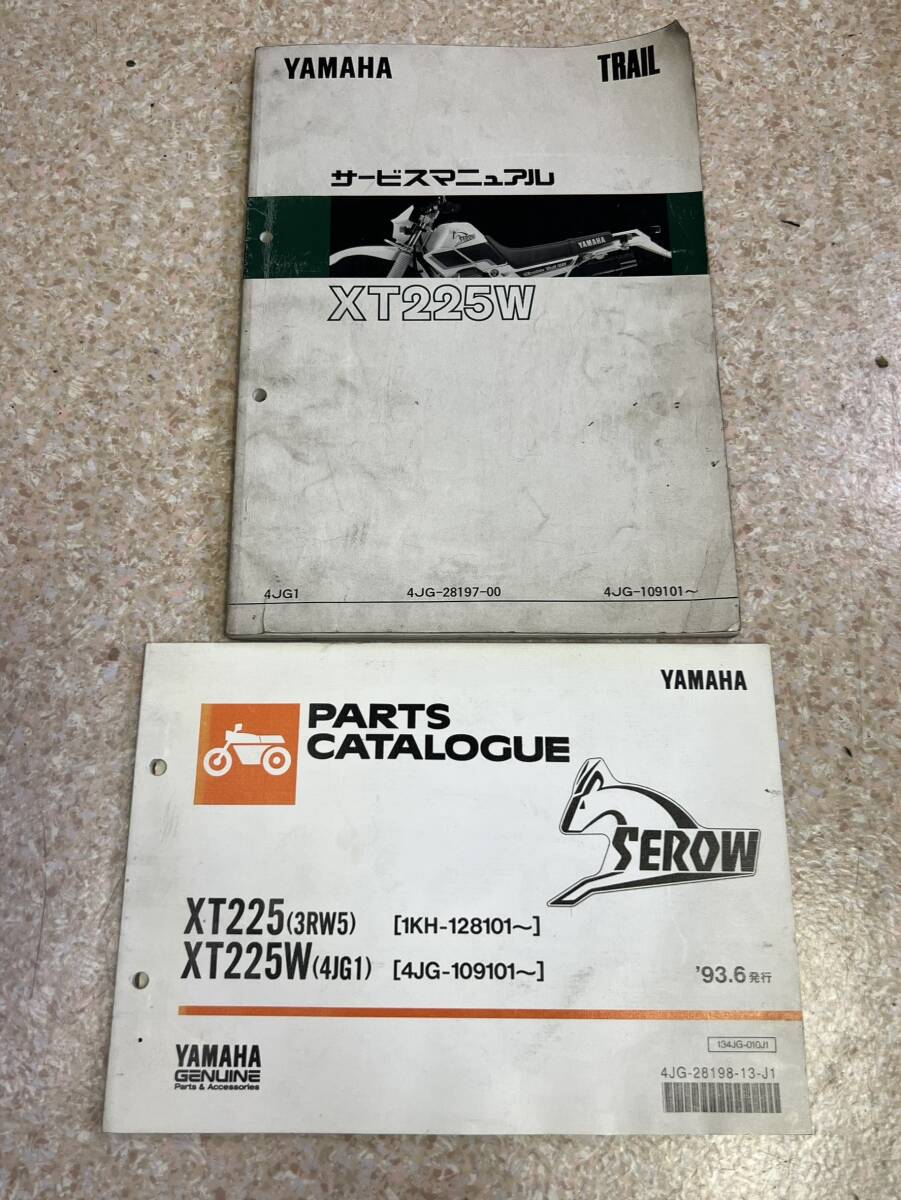 YAMAHA TRAIL
サービスマニュアル
SEROW
YAMAHA
XT225W
4JG1 4JG-28197-00 4JG-109101～
YAMAHA
PARTS
CATALOGUE
SEROW
XT225(3RW5) [1KH-128101～]
XT225W(4JG1) [4JG-109101～]
'93.6発行
134JG-010J1
YAMAHA
GENUINE
Parts & Accessories
4JG-28198-13-J1